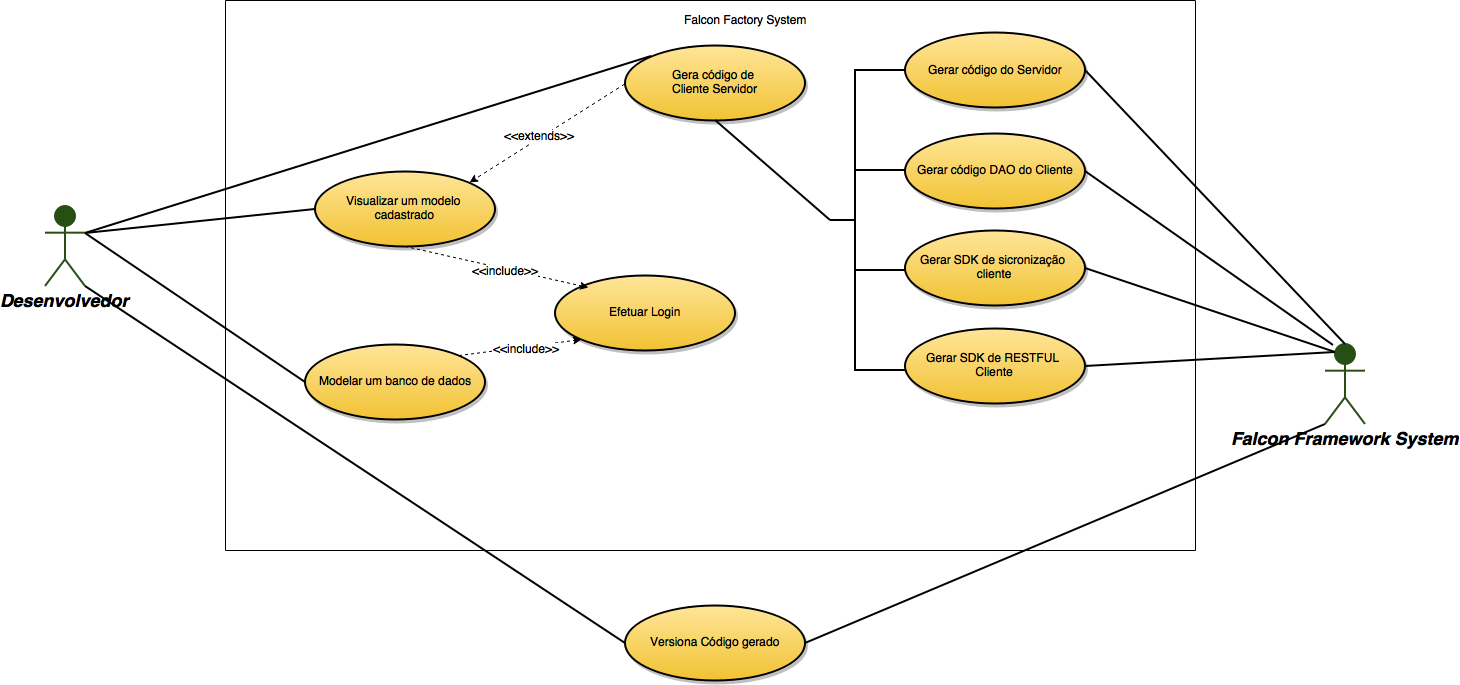 Falcon Factory System
Gera código de
Cliente Servidor
Gerar código do Servidor
<<extends>>
Gerar código DAO do Cliente
Visualizar um modelo
cadastrado
<<include>>
Gerar SDK de sicronização
cliente
Desenvolvedor
Efetuar Login
<<include>>
Gerar SDK de RESTFUL
Cliente
Modelar um banco de dados
Falcon Framework System
Versiona Código gerado